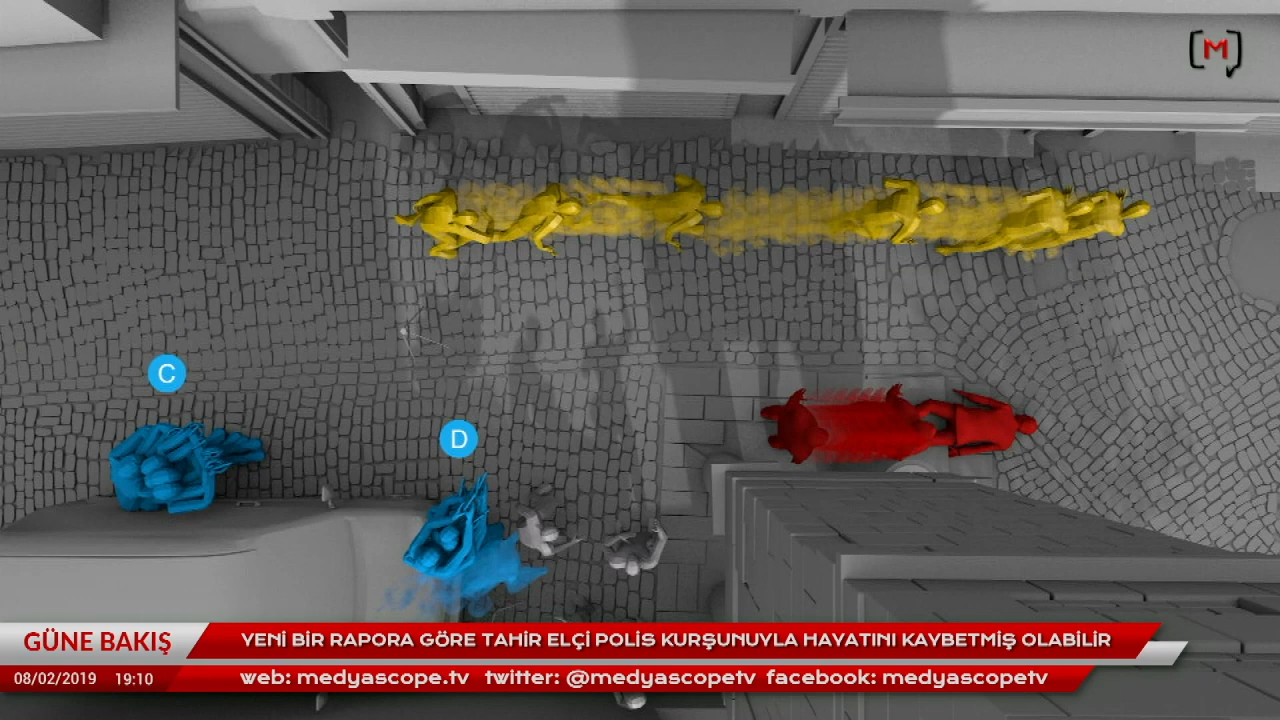 [M]
C
D
GÜNE BAKIŞ
YENİ BİR RAPORA GÖRE TAHİR ELÇİ POLİS KURŞUNUYLA HAYATINI KAYBETMİŞ OLABİLİR
08/02/2019 19:10
web: medyascope.tv twitter: @medyascopetv facebook: medyascopetv